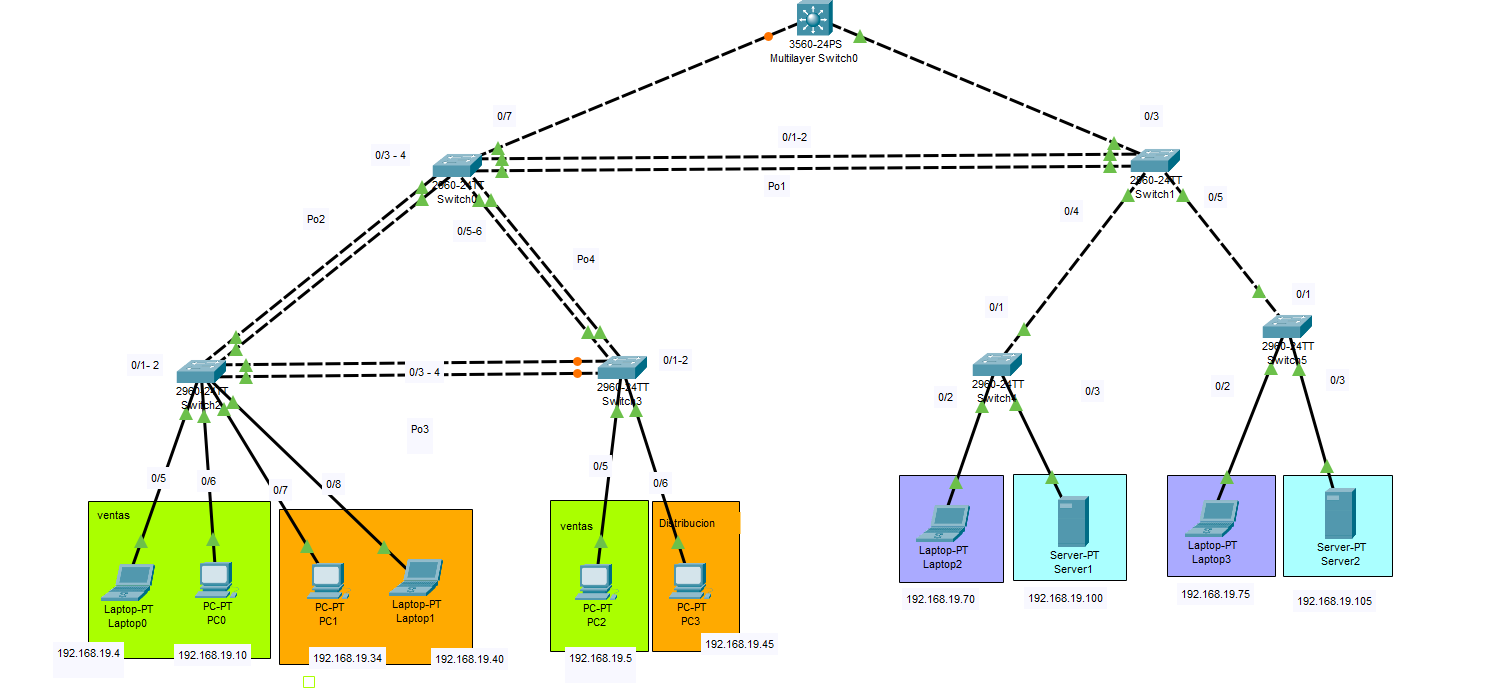 3560-24PS
Multilayer Switch0
0/7
0/3
0/1-2
0/3 - 4
2960-24TT
Switch0
2960-24TT
Switch1
Po1
Po2
0/5-6
0/4
0/5
Po4
0/1
0/1
2960-24TT
Switch5
0/1- 2
0/3 - 4
0/1-2
2960-24TT
Switch2
2960-24TT
Switch3
2960-24TT
Switch4
0/2
0/3
0/2
0/3
Po3
0/5
0/6
0/7
0/8
0/5
0/6
ventas
ventas
Distribucion
Laptop-PT
Laptop0
PC-PT
PC0
PC-PT
PC1
Laptop-PT
Laptop1
PC-PT
PC2
PC-PT
PC3
Laptop-PT
Laptop2
Server-PT
Server1
Laptop-PT
Laptop3
Server-PT
Server2
192.168.19.70
192.168.19.100
192.168.19.75
192.168.19.105
192.168.19.4
192.168.19.10
192.168.19.34
192.168.19.40
192.168.19.5
192.168.19.45